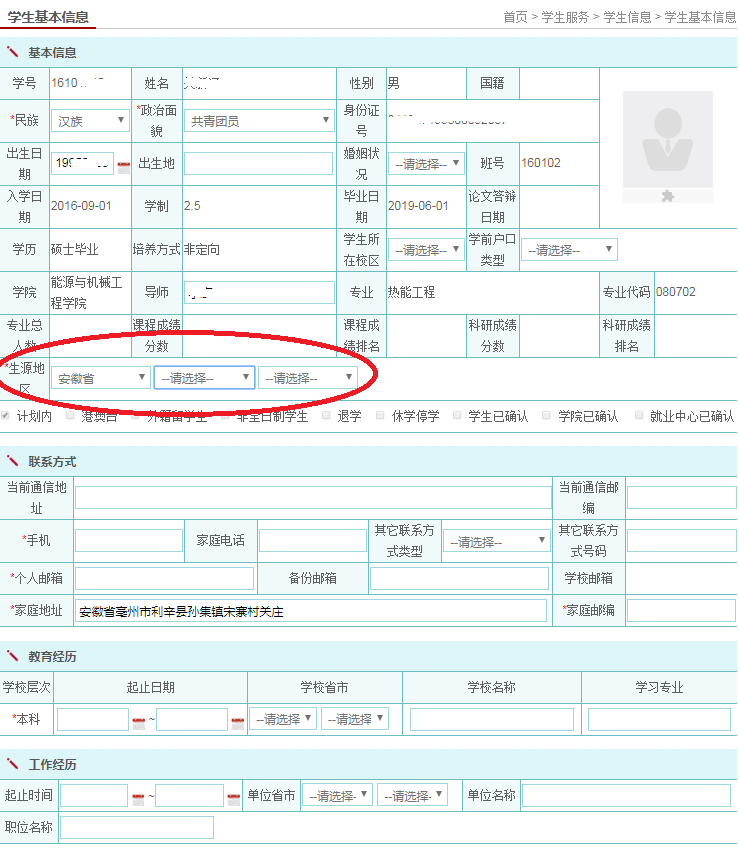 学生基本信息
首页 > 学生服务 > 学生信息 > 学生基本信息
基本信息
学号 1610 姓名 性别 男 国籍
*民族 汉族 *政治面貌 共青团员 身份证号
出生日期 199 出生地 婚姻状况 --请选择-- 班号 160102
入学日期 2016-09-01 学制 2.5 毕业日期 2019-06-01 论文答辩日期
学历 硕士毕业 培养方式 非定向 学生所在校区 --请选择-- 学前户口类型 --请选择--
学院 能源与机械工程学院 导师 专业 热能工程 专业代码 080702
专业总人数 课程成绩分数 课程成绩排名 科研成绩分数 科研成绩排名
*生源地区 安徽省 --请选择-- --请选择--
计划内 港澳台 外籍留学生 非全日制学生 退学 休学停学 学生已确认 学院已确认 就业中心已确认
联系方式
当前通信地址 当前通信邮编
*手机 家庭电话 其它联系方式类型 --请选择-- 其它联系方式号码
*个人邮箱 备份邮箱 学校邮箱
*家庭地址 安徽省亳州市利辛县孙集镇宋寨村关庄 *家庭邮编
教育经历
学校层次 起止日期 学校省市 学校名称 学习专业
*本科 ~ --请选择 --请选择
工作经历
起止时间 ~ 单位省市 --请选择- --请选择- 单位名称
职位名称